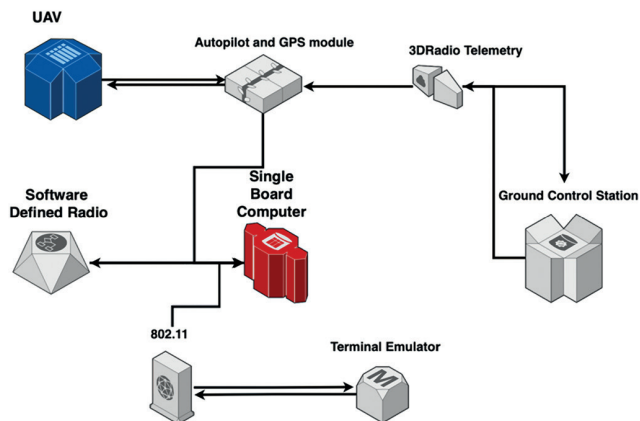 UAV
Autopilot and GPS module
3DRadio Telemetry
Software
Defined Radio
Single
Board
Computer
Ground Control Station
802.11
Terminal Emulator
M